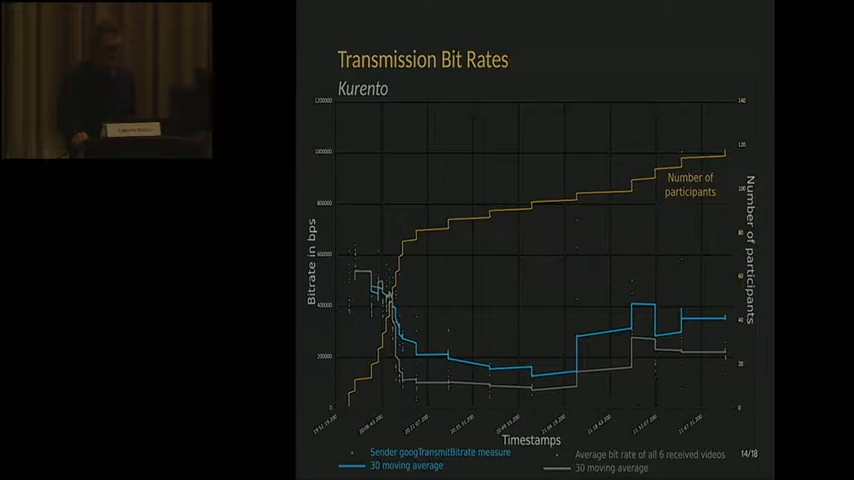 Transmission Bit Rates
Kurento
1200000
1000000
800000
600000
400000
200000
0
Bitrate in bps
140
120
100
80
60
40
20
0
Number of participants
Number of
participants
Timestamps
Sender googTransmitBitrate measure
30 moving average
Average bit rate of all 6 received videos
30 moving average
14/18